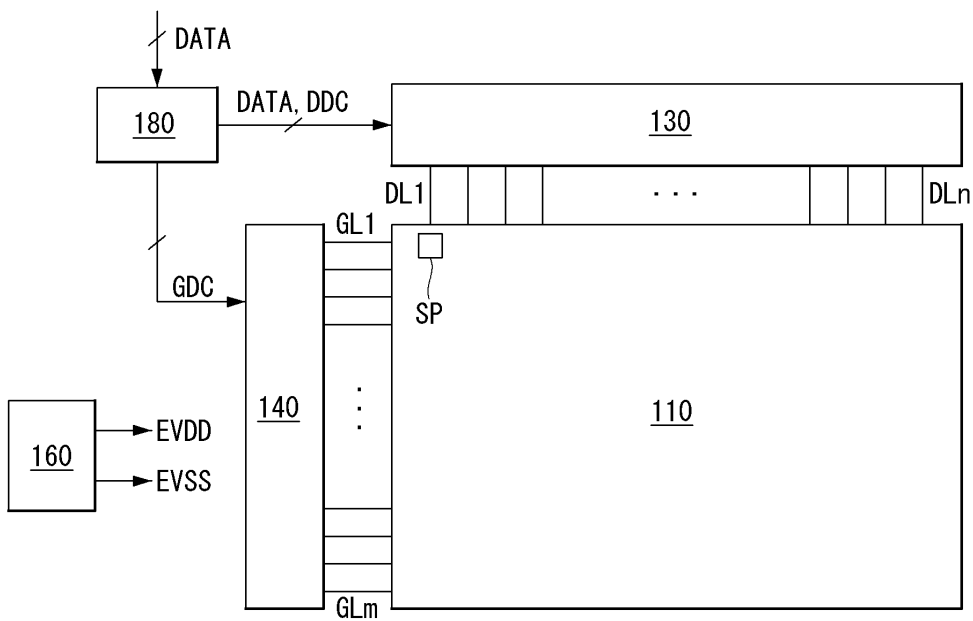 DATA
180
DATA, DDC
130
DL1
...
DLn
GL1
SP
GDC
140
110
160
EVDD
EVSS
GLm